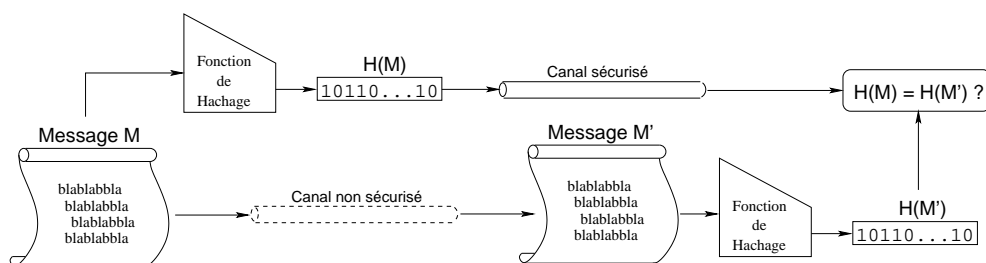 Fonction
de
Hachage
H(M)
10110...10
Canal sécurisé
H(M) = H(M') ?
Message M
blablabbla
blablabbla
blablabbla
blablabbla
Canal non sécurisé
Message M'
blablabbla
blablabbla
blablabbla
blablabbla
Fonction
de
Hachage
H(M')
10110...10